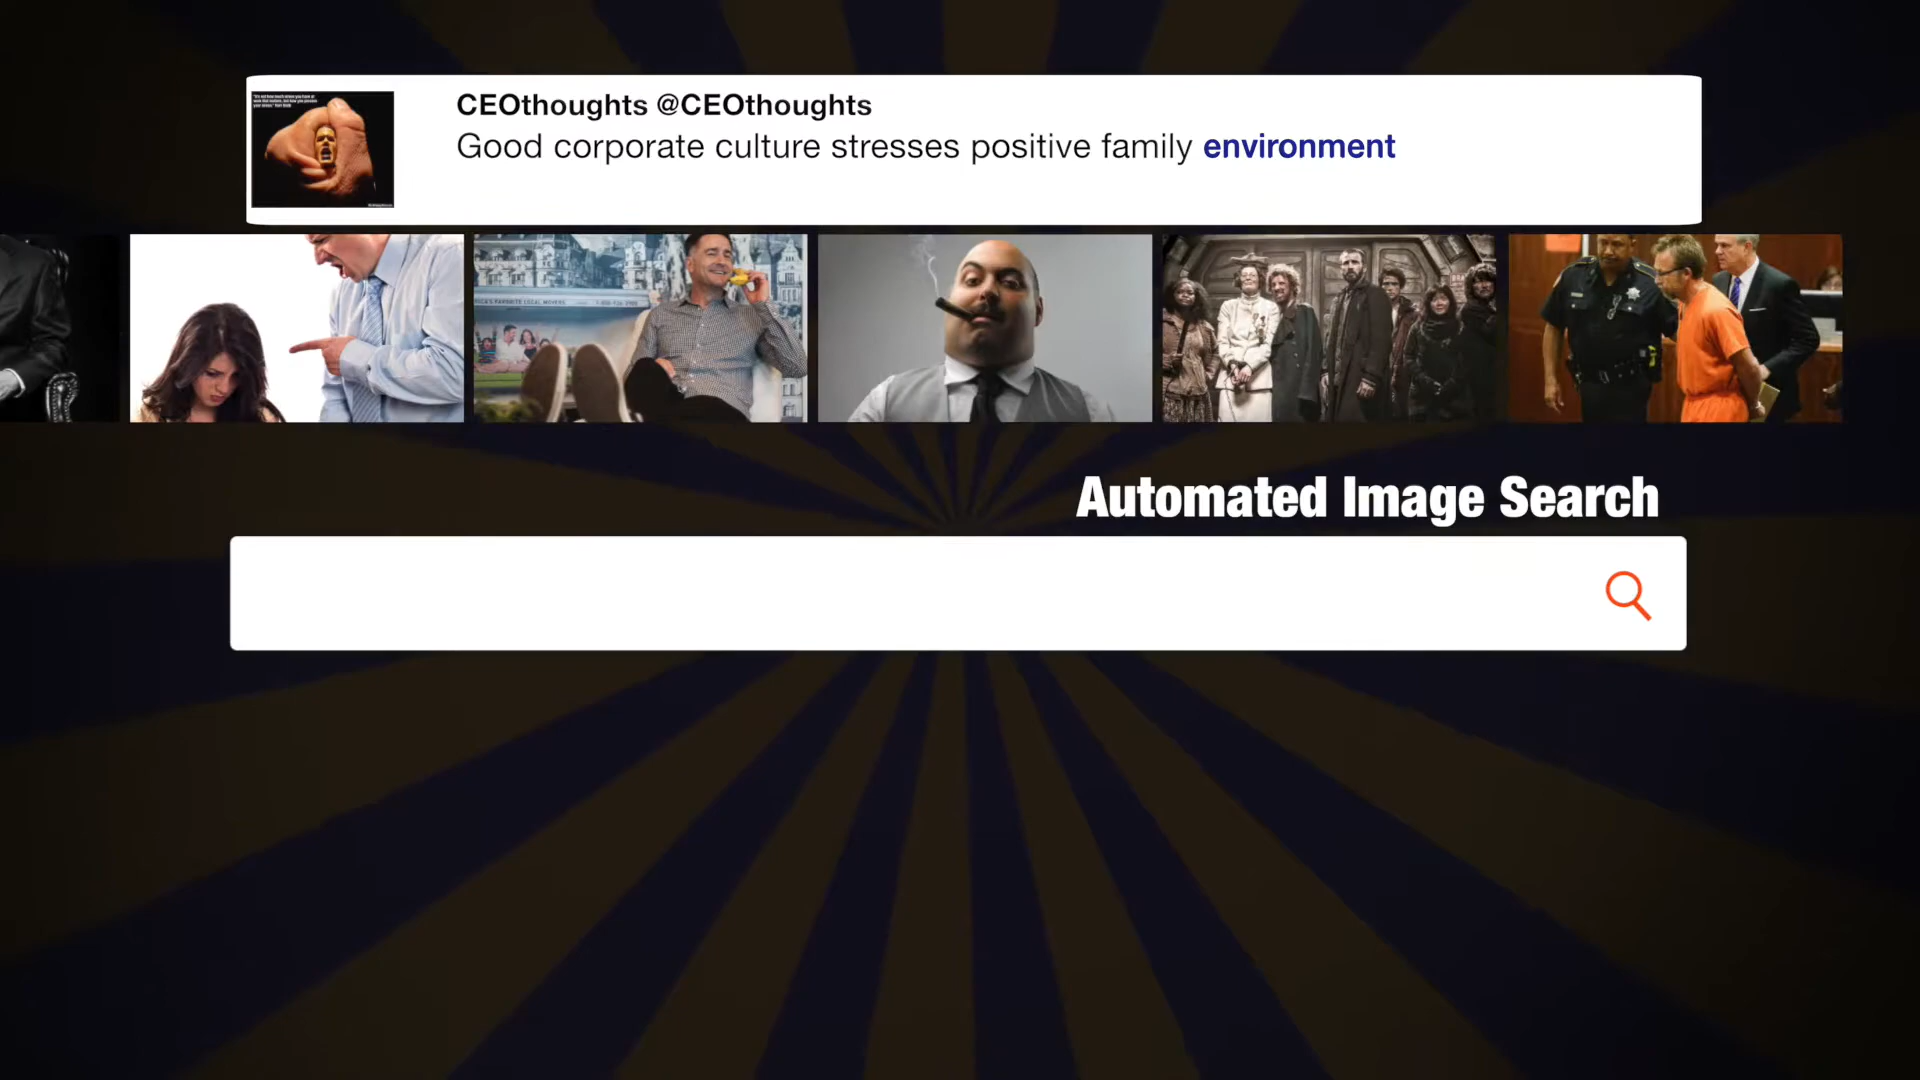 CEOthoughts @CEOthoughts
Good corporate culture stresses positive family environment
Automated Image Search